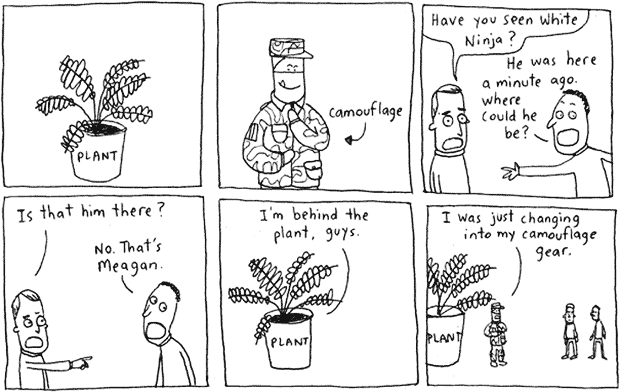 PLANT
camouflage
Have you seen White
Ninja?
He was here
a minute ago.
where
could he
be?
Is that him there?
No. That's
Meagan.
I'm behind the
plant, guys.
PLANT
I was just changing
into my camouflage
gear.
PLANT